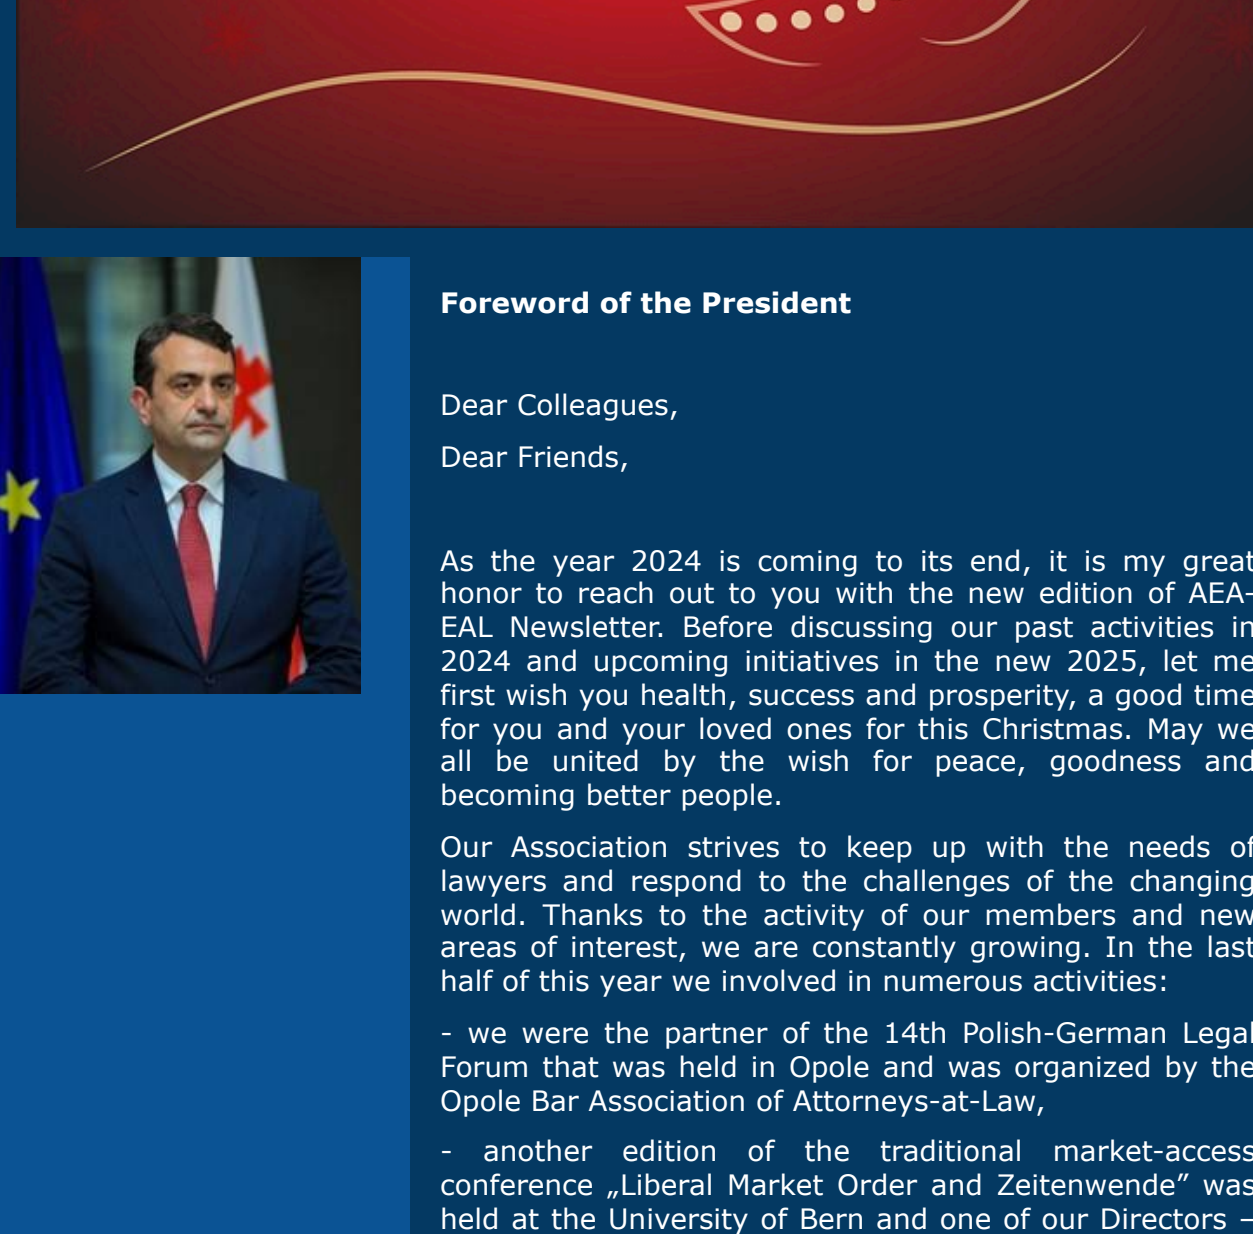 Foreword of the President
Dear Colleagues,
Dear Friends,
As the year 2024 is coming to its end, it is my great
honor to reach out to you with the new edition of AEA-
EAL Newsletter. Before discussing our past activities in
2024 and upcoming initiatives in the new 2025, let me
first wish you health, success and prosperity, a good time
for you and your loved ones for this Christmas. May we
all be united by the wish for peace, goodness and
becoming better people.
Our Association strives to keep up with the needs of
lawyers and respond to the challenges of the changing
world. Thanks to the activity of our members and new
areas of interest, we are constantly growing. In the last
half of this year we involved in numerous activities:
- we were the partner of the 14th Polish-German Legal
Forum that was held in Opole and was organized by the
Opole Bar Association of Attorneys-at-Law,
- another edition of the traditional market-access
conference „Liberal Market Order and Zeitenwende” was
held at the University of Bern and one of our Directors –